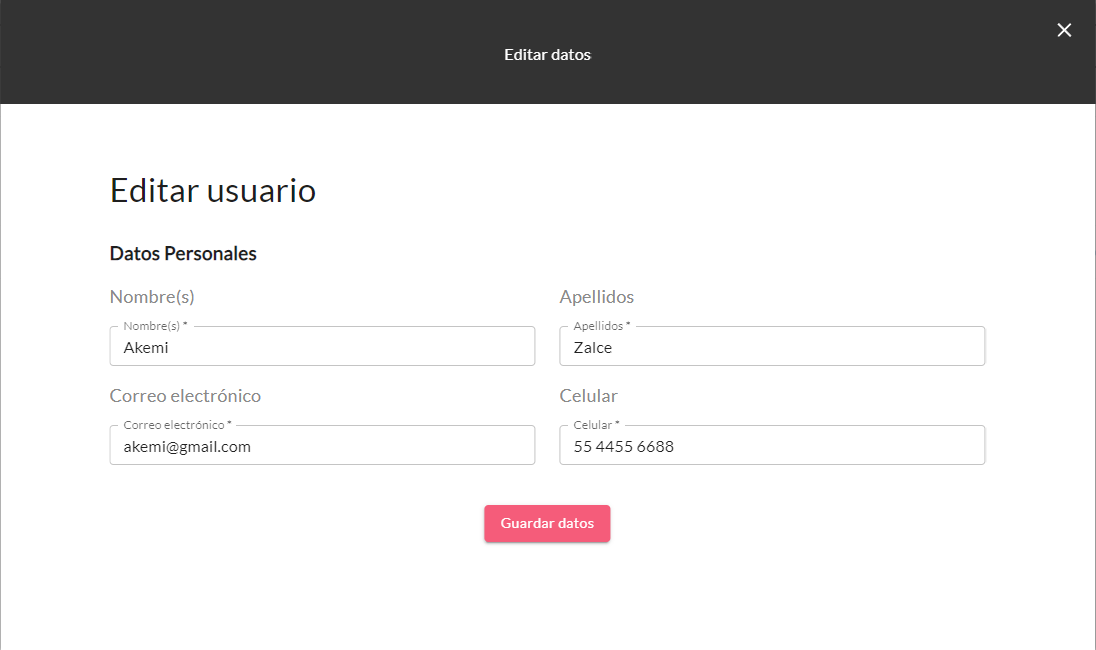 Editar datos
Editar usuario
Datos Personales
Nombre(s) Apellidos
Nombre(s) * Apellidos *
Akemi Zalce
Correo electrónico Celular
Correo electrónico * Celular *
akemi@gmail.com 55 4455 6688
Guardar datos